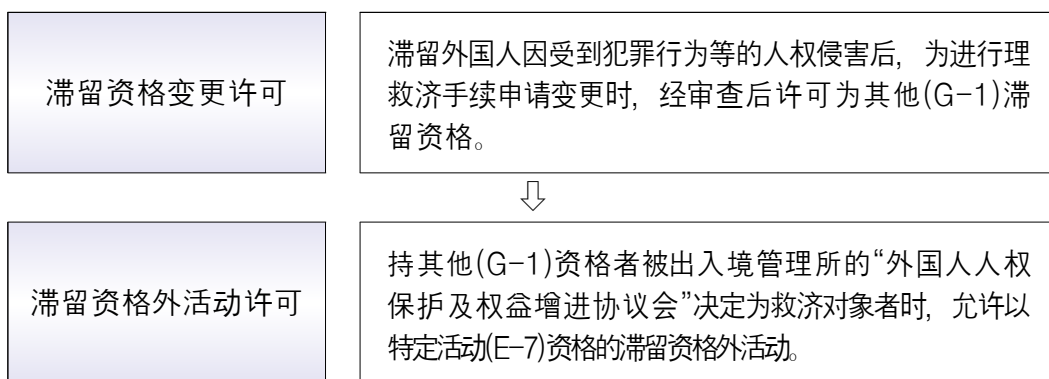 滞留资格变更许可
滞留外国人因受到犯罪行为等的人权侵害后，为进行理
救济手续申请变更时，经审查后许可为其他(G-1)滞
留资格。
滞留资格外活动许可
持其他(G-1)资格者被出入境管理所的“外国人人权
保护及权益增进协议会”决定为救济对象者时，允许以
特定活动(E-7)资格的滞留资格外活动。